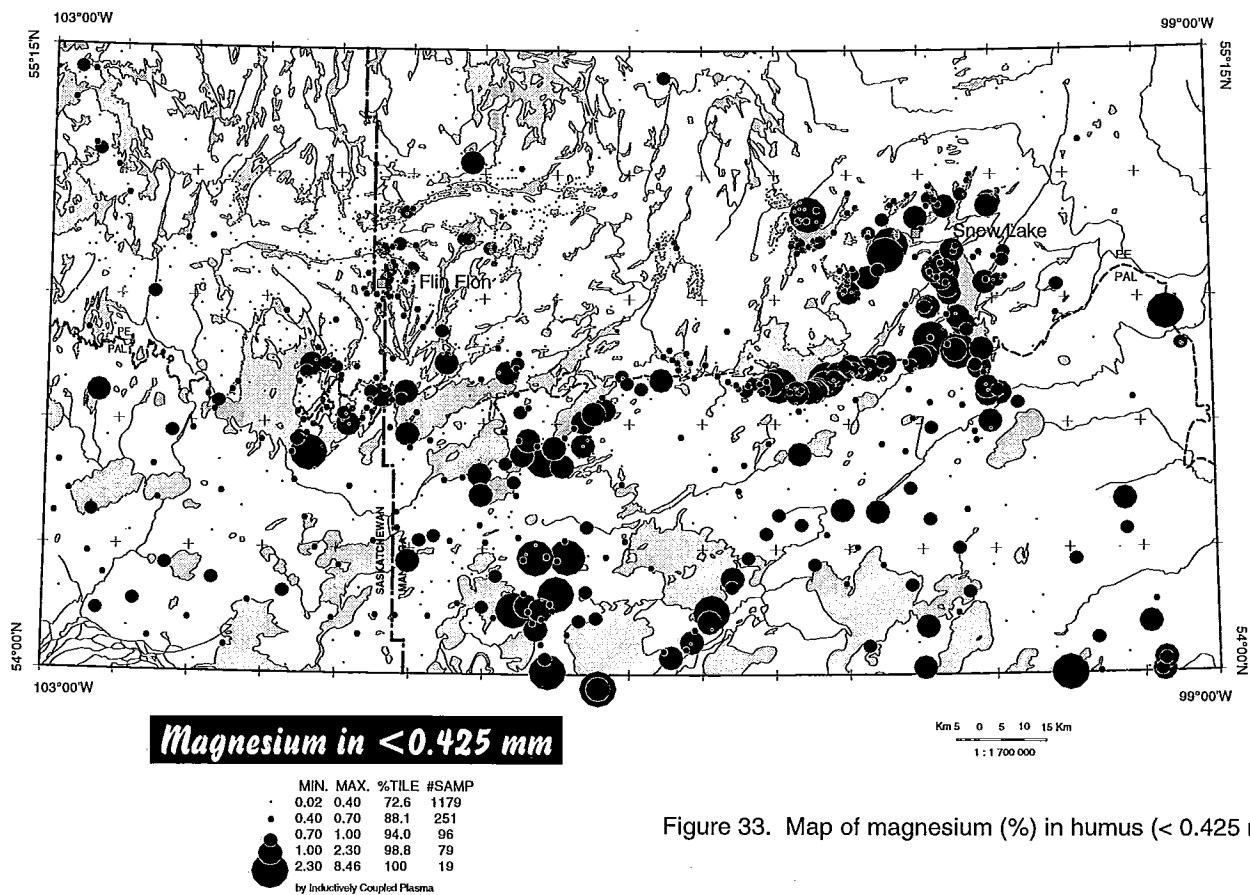 103°00'W
99°00'W
55°15'N
55°15'N
Snow Lake
Flin Flon
PE
PAL
PE
PAL
SASKATCHEWAN
MANITOBA
54°00'N
54°00'N
103°00'W
99°00'W
Magnesium in <0.425 mm
Km 5 0 5 10 15 Km
1 : 1 700 000
MIN. MAX. %TILE #SAMP
0.02 0.40 72.6 1179
0.40 0.70 88.1 251
0.70 1.00 94.0 96
1.00 2.30 98.8 79
2.30 8.46 100 19
by Inductively Coupled Plasma
Figure 33. Map of magnesium (%) in humus (< 0.425